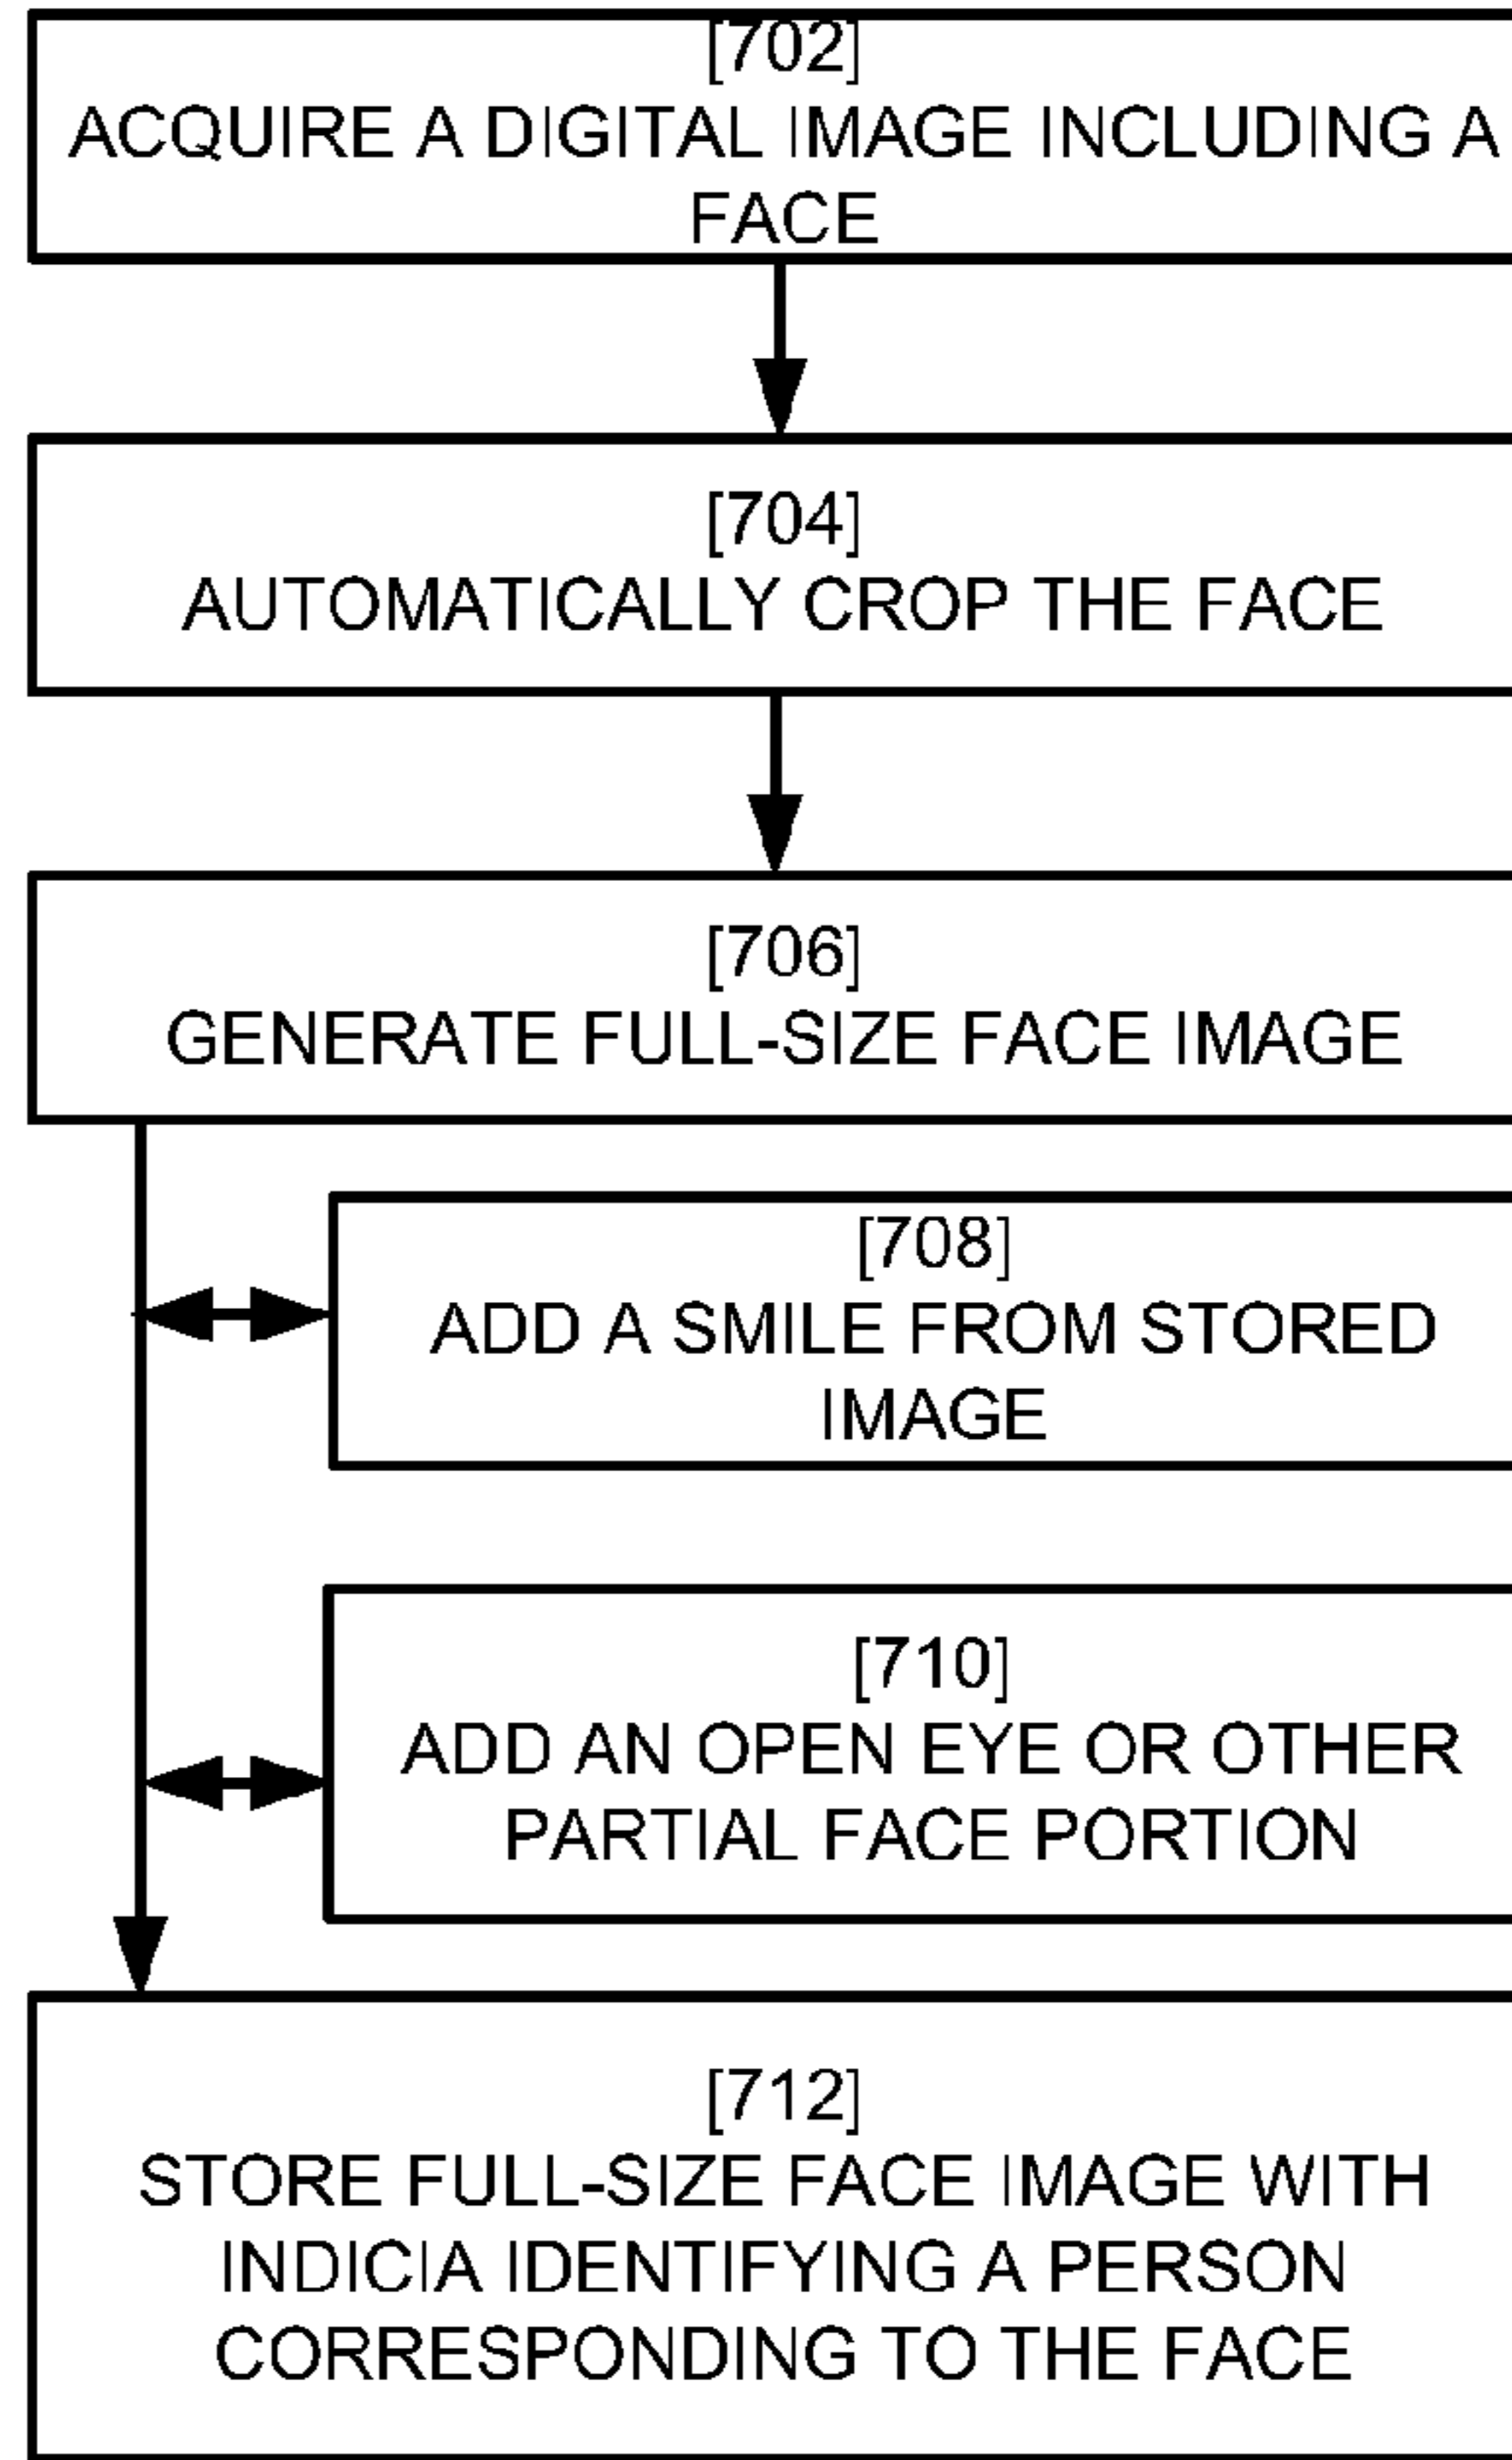 [702]
ACQUIRE A DIGITAL IMAGE INCLUDING A
FACE
[704]
AUTOMATICALLY CROP THE FACE
[706]
GENERATE FULL-SIZE FACE IMAGE
[708]
ADD A SMILE FROM STORED
IMAGE
[710]
ADD AN OPEN EYE OR OTHER
PARTIAL FACE PORTION
[712]
STORE FULL-SIZE FACE IMAGE WITH
INDICIA IDENTIFYING A PERSON
CORRESPONDING TO THE FACE